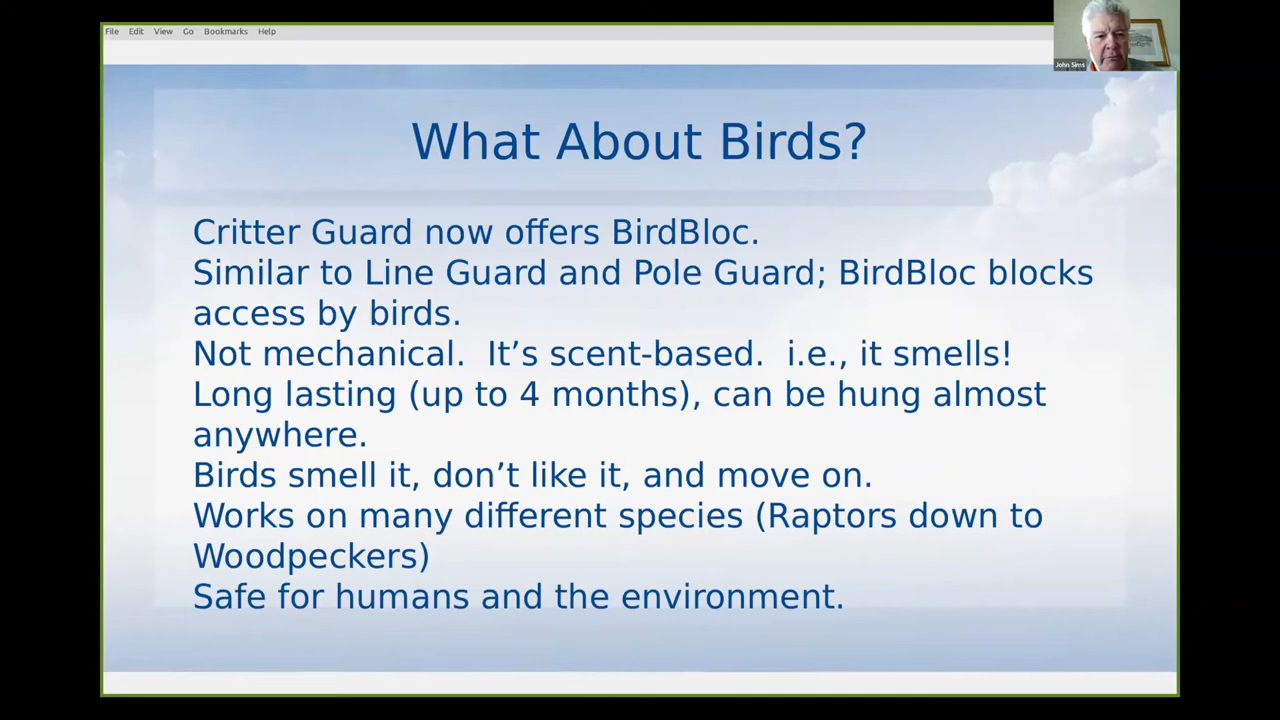 File Edit View Go Bookmarks Help
John Sims
What About Birds?
Critter Guard now offers BirdBloc.
Similar to Line Guard and Pole Guard; BirdBloc blocks
access by birds.
Not mechanical.  It’s scent-based.  i.e., it smells!
Long lasting (up to 4 months), can be hung almost
anywhere.
Birds smell it, don’t like it, and move on.
Works on many different species (Raptors down to
Woodpeckers)
Safe for humans and the environment.